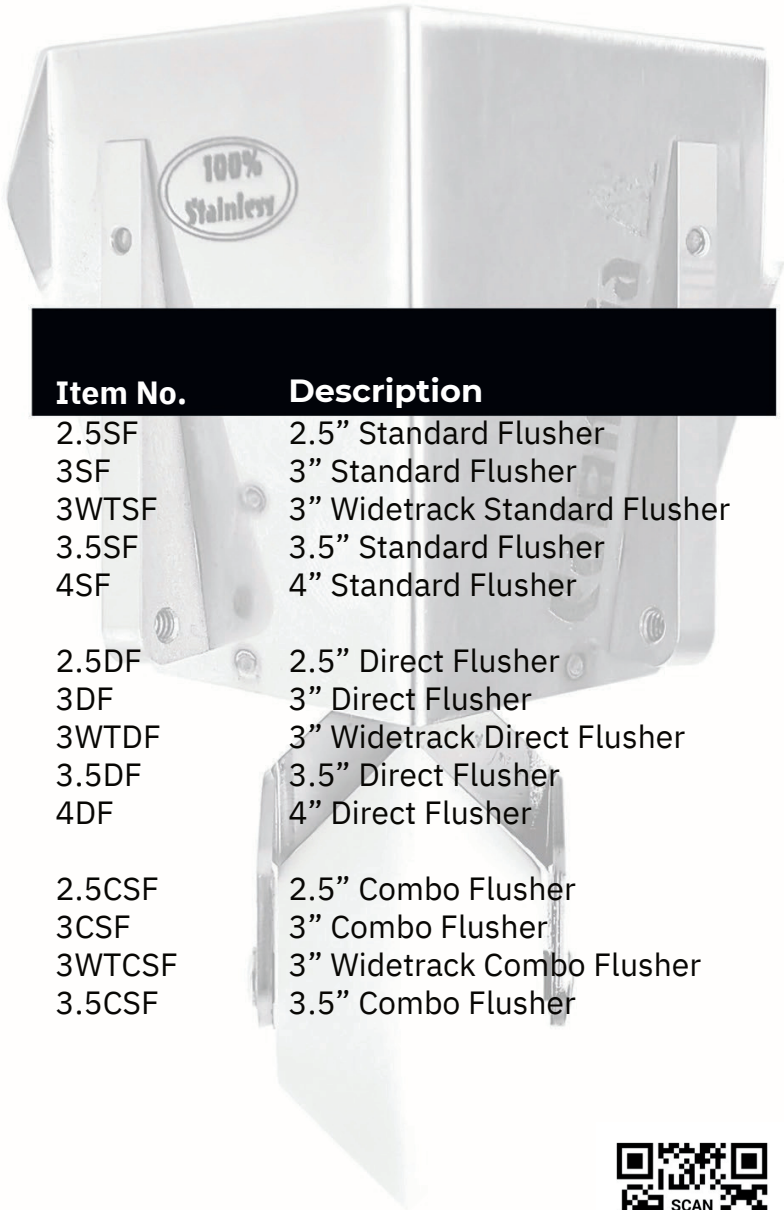 100%
Stainless
Item No. Description
2.5SF 2.5” Standard Flusher
3SF 3” Standard Flusher
3WTSF 3” Widetrack Standard Flusher
3.5SF 3.5” Standard Flusher
4SF 4” Standard Flusher
2.5DF 2.5” Direct Flusher
3DF 3” Direct Flusher
3WTDF 3” Widetrack Direct Flusher
3.5DF 3.5” Direct Flusher
4DF 4” Direct Flusher
2.5CSF 2.5” Combo Flusher
3CSF 3” Combo Flusher
3WTCSF 3” Widetrack Combo Flusher
3.5CSF 3.5” Combo Flusher
SCAN